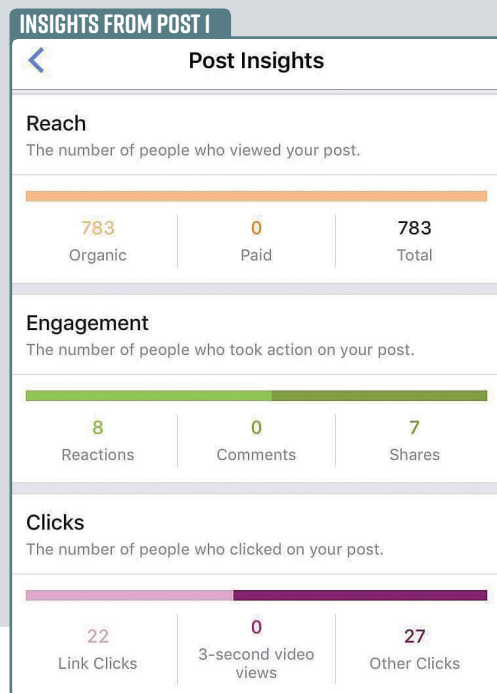 INSIGHTS FROM POST 1
Post Insights
Reach
The number of people who viewed your post.
783
0
783
Organic
Paid
Total
Engagement
The number of people who took action on your post.
8
0
7
Reactions
Comments
Shares
Clicks
The number of people who clicked on your post.
22
0
27
Link Clicks
3-second video
views
Other Clicks